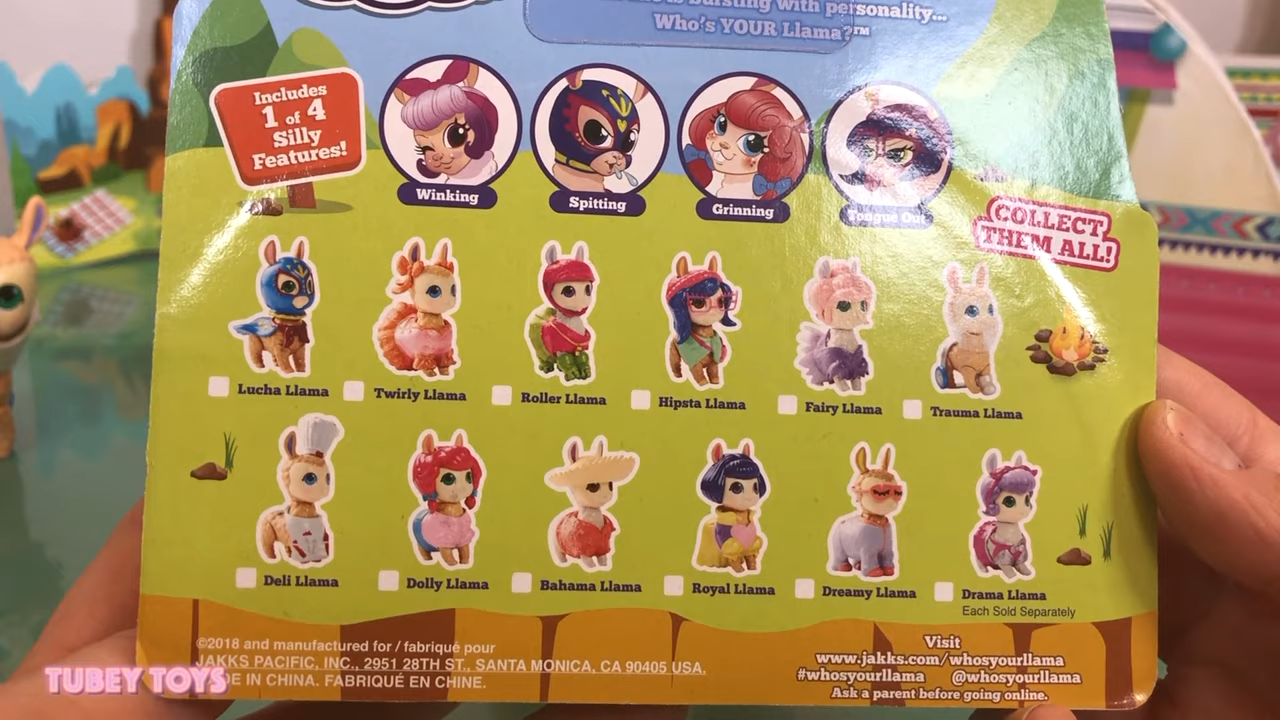 bursting with personality...
Who's YOUR Llama?™
Includes
1 of 4
Silly
Features!
Winking
Spitting
Grinning
Tongue Out
COLLECT
THEM ALL!
Lucha Llama
Twirly Llama
Roller Llama
Hipsta Llama
Fairy Llama
Trauma Llama
Deli Llama
Dolly Llama
Bahama Llama
Royal Llama
Dreamy Llama
Drama Llama
Each Sold Separately
©2018 and manufactured for / fabriqué pour
JAKKS PACIFIC, INC., 2951 28TH ST., SANTA MONICA, CA 90405 USA.
DE IN CHINA. FABRIQUÉ EN CHINE.
Visit
www.jakks.com/whosyourllama
#whosyourllama @whosyourllama
Ask a parent before going online.
TUBEY TOYS